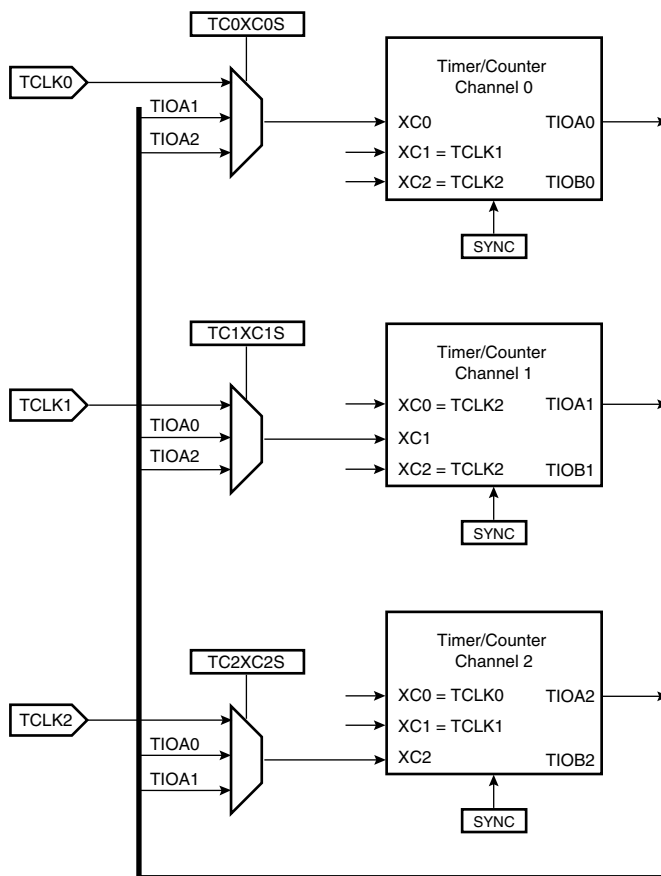 TC0XC0S
TCLK0
TIOA1
TIOA2
Timer/Counter
Channel 0
XC0
TIOA0
XC1 = TCLK1
XC2 = TCLK2
TIOB0
SYNC
TC1XC1S
TCLK1
TIOA0
TIOA2
Timer/Counter
Channel 1
XC0 = TCLK2
TIOA1
XC1
XC2 = TCLK2
TIOB1
SYNC
TC2XC2S
TCLK2
TIOA0
TIOA1
Timer/Counter
Channel 2
XC0 = TCLK0
TIOA2
XC1 = TCLK1
XC2
TIOB2
SYNC